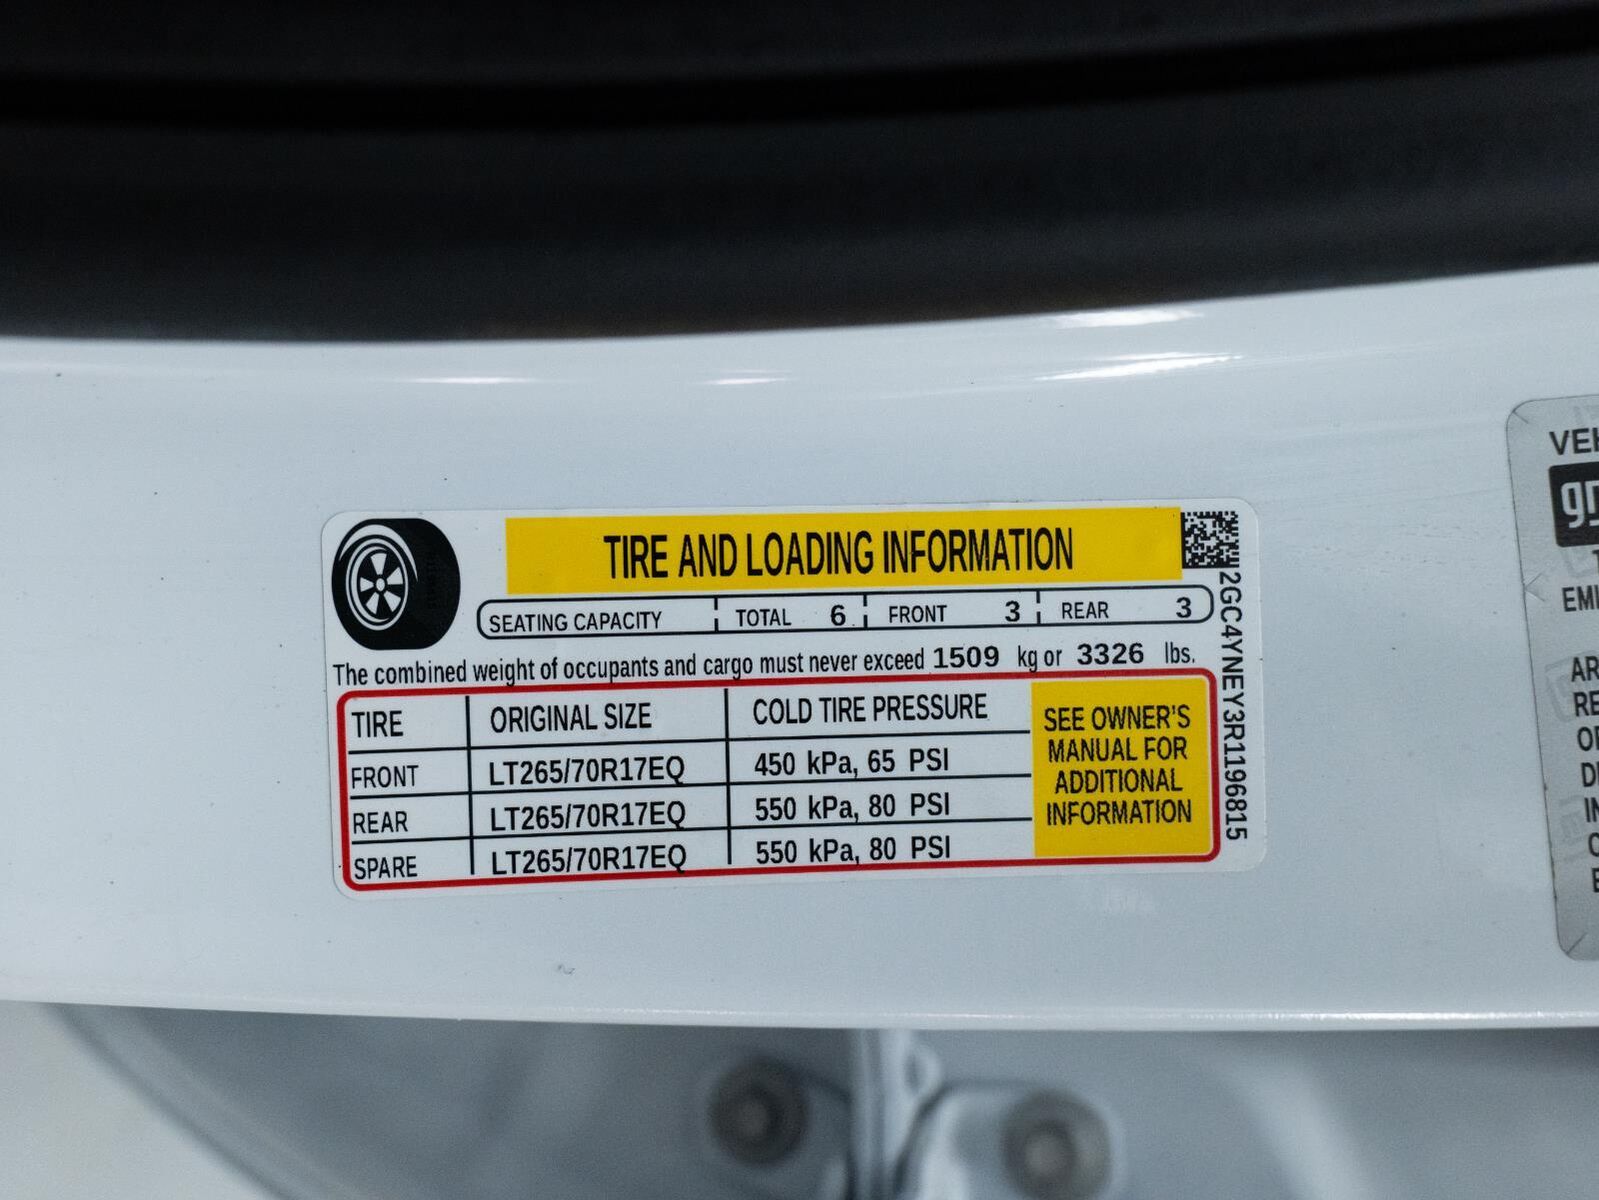 TIRE AND LOADING INFORMATION
SEATING CAPACITY TOTAL 6 FRONT 3 REAR 3
The combined weight of occupants and cargo must never exceed 1509 kg or 3326 lbs.
TIRE ORIGINAL SIZE COLD TIRE PRESSURE
FRONT LT265/70R17EQ 450 kPa, 65 PSI
REAR LT265/70R17EQ 550 kPa, 80 PSI
SPARE LT265/70R17EQ 550 kPa, 80 PSI
SEE OWNER'S
MANUAL FOR
ADDITIONAL
INFORMATION
2GC4YNEY3R1196815